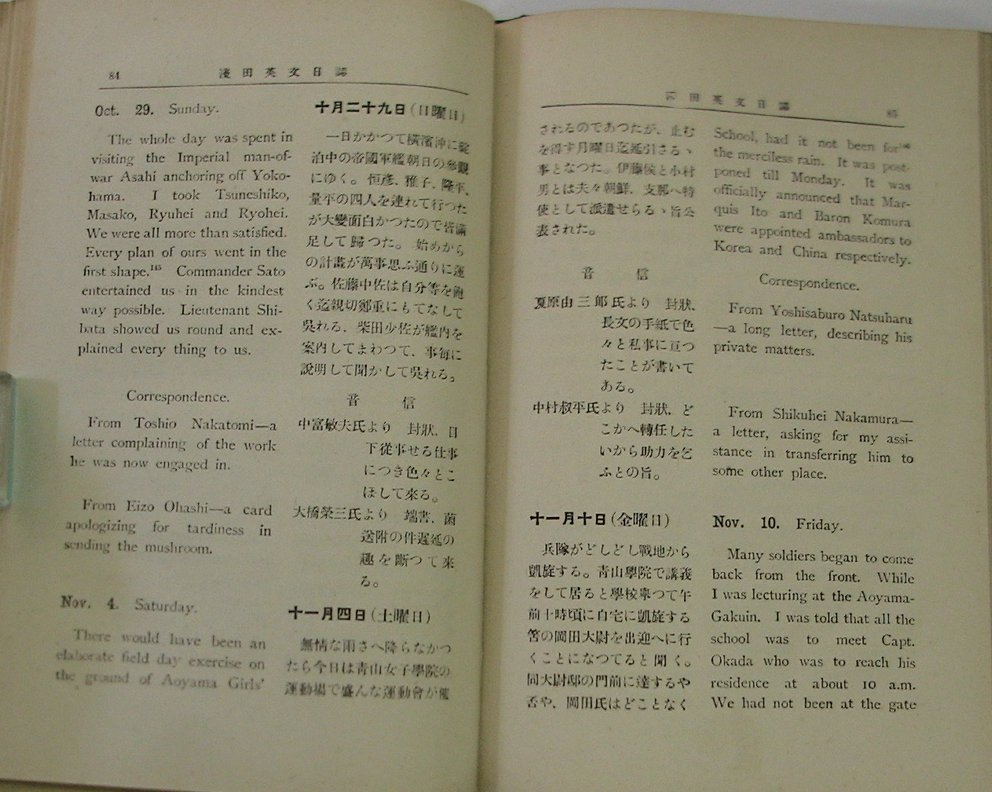 84
淺田英文日誌
Oct. 29. Sunday.
The whole day was spent in
visiting the Imperial man-of-
war Asahi anchoring off Yoko-
hama. I took Tsuneshiko,
Masako, Ryuhei and Ryohei.
We were all more than satisfied.
Every plan of ours went in the
first shape.¹⁴⁵ Commander Sato
entertained us in the kindest
way possible. Lieutenant Shi-
bata showed us round and ex-
plained every thing to us.
Correspondence.
From Toshio Nakatomi—a
letter complaining of the work
he was now engaged in.
From Eizo Ohashi—a card
apologizing for tardiness in
sending the mushroom.
Nov. 4. Saturday.
There would have been an
elaborate field day exercise on
the ground of Aoyama Girls'
十月二十九日(日曜日)
一日かかつて橫濱沖に碇
泊中の帝國軍艦朝日の參觀
にゆく。恒彦、雅子、隆平、
量平の四人を連れて行つた
が大變面白かつたので皆滿
足して歸つた。始めから
の計畫が萬事思ふ通りに運
ぶ。佐藤中佐は自分等を飽
く迄親切鄭重にもてなして
吳れる。柴田少佐が艦内を
案内してまわつて、事每に
說明して聞かして吳れる。
音信
中富敏夫氏より 封狀、目
下從事せる仕事
につき色々とこ
ぼして來る。
大橋榮三氏より 端書、菌
送附の件遲延の
趣を斷つて來
る。
十一月四日(土曜日)
無情な雨さへ降らなかつ
たら今日は靑山女子學院の
運動場で盛んな運動會が催
田英文日誌
85
されるのであつたが、止む
を得ず月曜日迄延引さるゝ
事となつた。伊藤侯と小村
男とは夫々朝鮮、支那へ特
使として派遣せらるゝ旨公
表された。
音信
夏原由三郎氏より 封狀、
長文の手紙で色
々と私事に亘つ
たことが書いて
ある。
中村叔平氏より 封狀、ど
こかへ轉任した
いから助力を乞
ふとの旨。
十一月十日(金曜日)
兵隊がどしどし戰地から
凱旋する。靑山學院で講義
をして居ると學校擧つて午
前十時頃に自宅に凱旋する
筈の岡田大尉を出迎へに行
くことになつてると聞く。
同大尉邸の門前に達するや
否や、岡田氏はどことなく
School, had it not been for¹⁴⁶
the merciless rain. It was post-
poned till Monday. It was
officially announced that Mar-
quis Ito and Baron Komura
were appointed ambassadors to
Korea and China respectively.
Correspondence.
From Yoshisaburo Natsuharu
—a long letter, describing his
private matters.
From Shikuhei Nakamura—
a letter, asking for my assi-
stance in transferring him to
some other place.
Nov. 10. Friday.
Many soldiers began to come
back from the front. While
I was lecturing at the Aoyama-
Gakuin. I was told that all the
school was to meet Capt.
Okada who was to reach his
residence at about 10 a.m.
We had not been at the gate